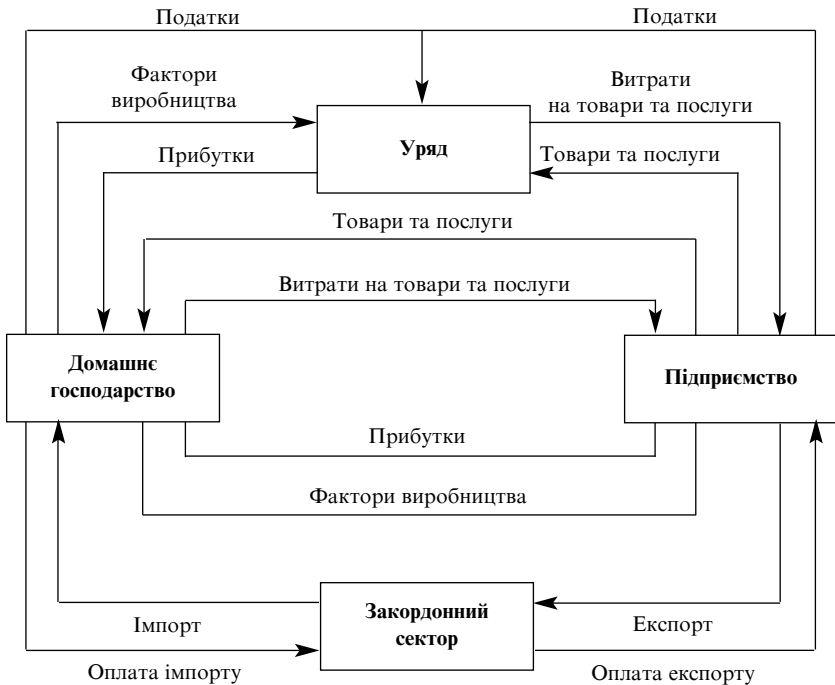 Податки
Податки
Фактори
виробництва
Витрати
на товари та послуги
Уряд
Прибутки
Товари та послуги
Товари та послуги
Витрати на товари та послуги
Домашнє
господарство
Підприємство
Прибутки
Фактори виробництва
Закордонний
сектор
Імпорт
Експорт
Оплата імпорту
Оплата експорту